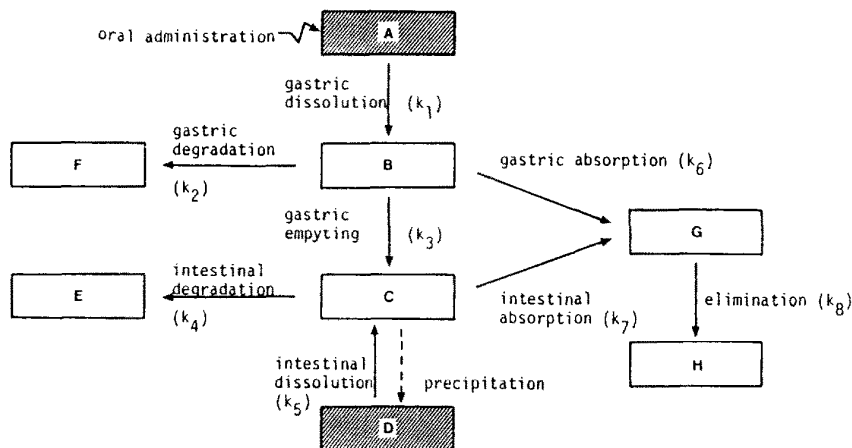 oral administration
A
gastric
dissolution (k1)
gastric
degradation
(k2)
F
B
gastric absorption (k6)
gastric
empyting
(k3)
G
intestinal
degradation
(k4)
E
C
intestinal
absorption (k7)
elimination (k8)
intestinal
dissolution
(k5)
precipitation
H
D